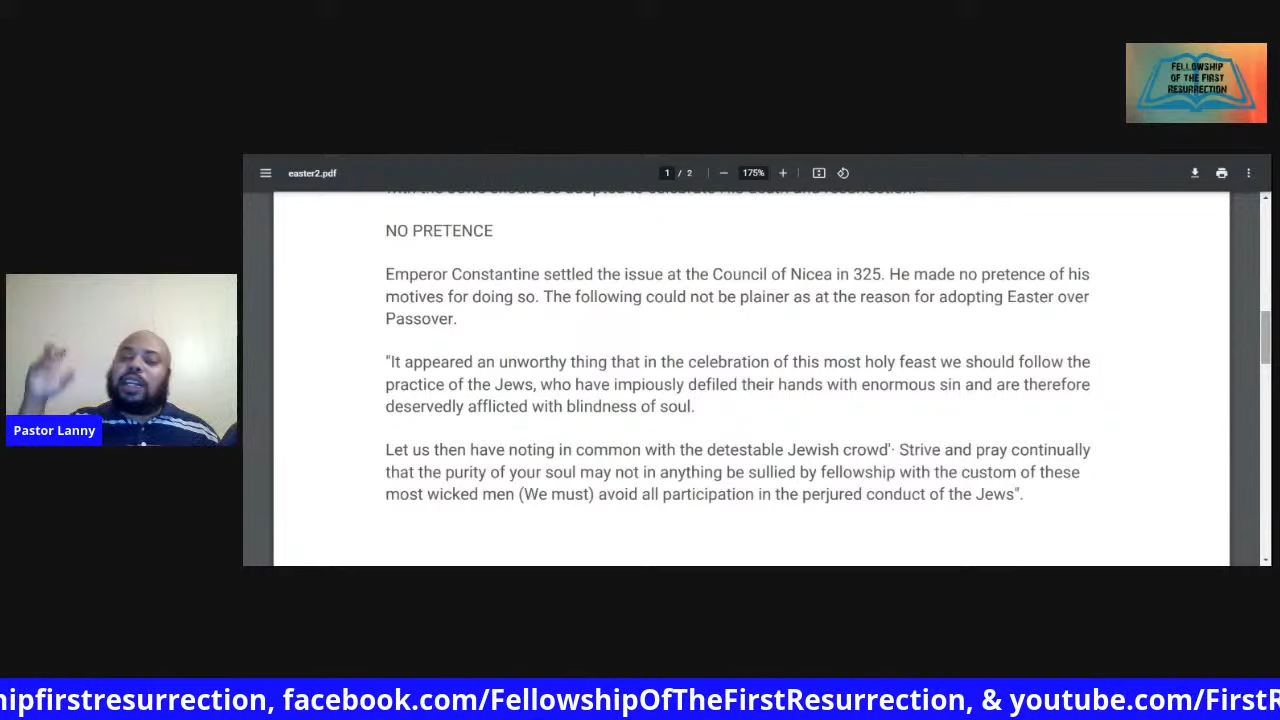 FELLOWSHIP
OF THE FIRST
RESURRECTION
easter2.pdf
1 / 2
175%
NO PRETENCE
Emperor Constantine settled the issue at the Council of Nicea in 325. He made no pretence of his
motives for doing so. The following could not be plainer as at the reason for adopting Easter over
Passover.
"It appeared an unworthy thing that in the celebration of this most holy feast we should follow the
practice of the Jews, who have impiously defiled their hands with enormous sin and are therefore
deservedly afflicted with blindness of soul.
Let us then have noting in common with the detestable Jewish crowd'· Strive and pray continually
that the purity of your soul may not in anything be sullied by fellowship with the custom of these
most wicked men (We must) avoid all participation in the perjured conduct of the Jews".
Pastor Lanny
hipfirstresurrection, facebook.com/FellowshipOfTheFirstResurrection, & youtube.com/FirstR